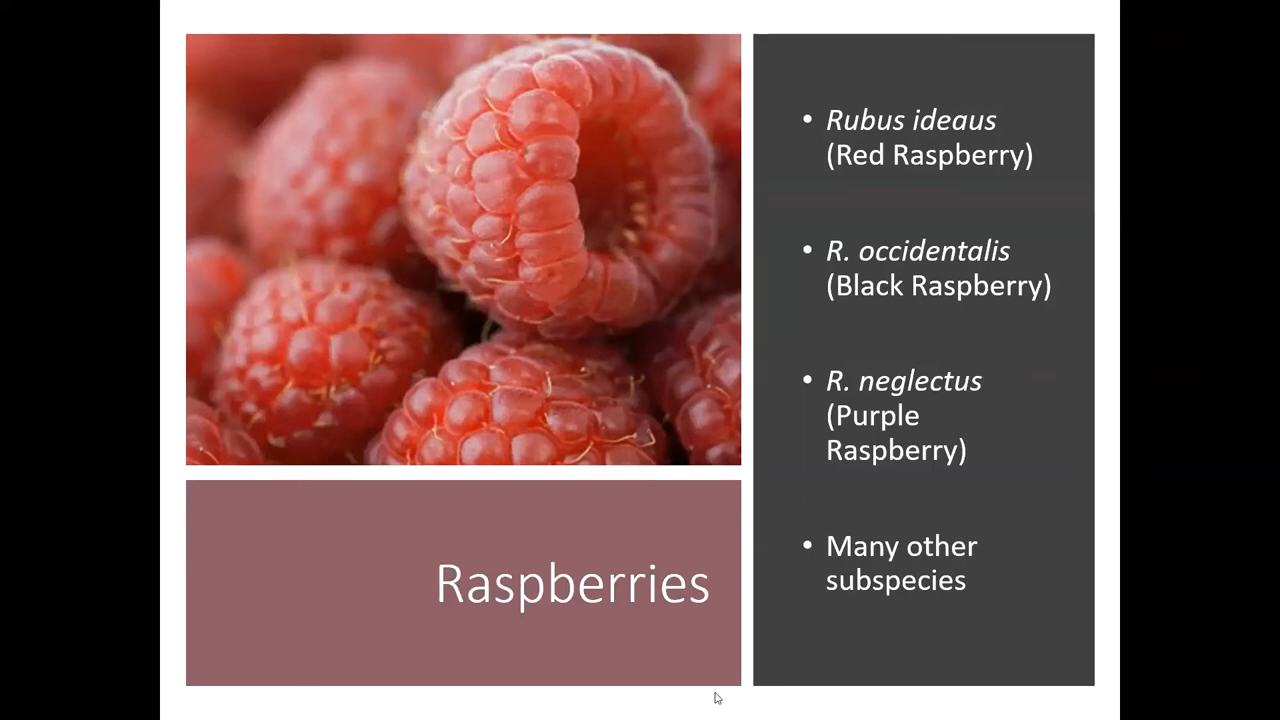 • Rubus ideaus
(Red Raspberry)
• R. occidentalis
(Black Raspberry)
• R. neglectus
(Purple
Raspberry)
• Many other
subspecies
Raspberries